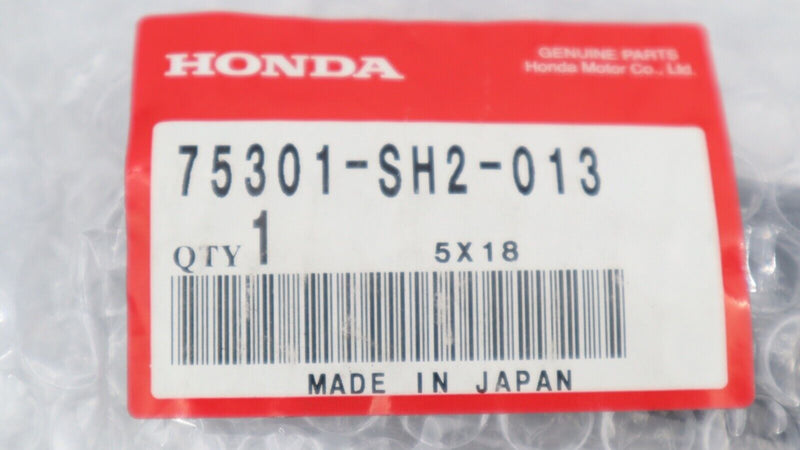 HONDA
GENUINE PARTS
Honda Motor Co., Ltd.
75301-SH2-013
QTY 1 5X18
MADE IN JAPAN